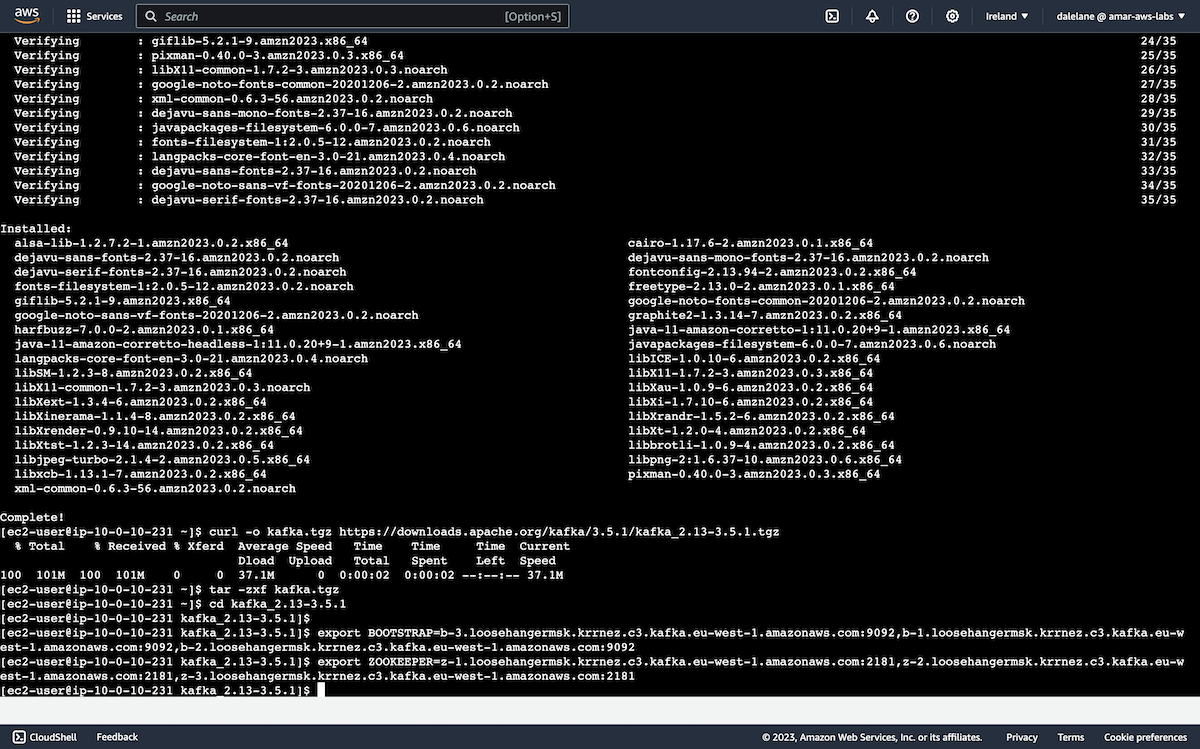 aws Services Search [Option+S] Ireland ▼ dalelane @ amar-aws-labs ▼
Verifying : giflib-5.2.1-9.amzn2023.x86_64 24/35
Verifying : pixman-0.40.0-3.amzn2023.0.3.x86_64 25/35
Verifying : libX11-common-1.7.2-3.amzn2023.0.3.noarch 26/35
Verifying : google-noto-fonts-common-20201206-2.amzn2023.0.2.noarch 27/35
Verifying : xml-common-0.6.3-56.amzn2023.0.2.noarch 28/35
Verifying : dejavu-sans-mono-fonts-2.37-16.amzn2023.0.2.noarch 29/35
Verifying : javapackages-filesystem-6.0.0-7.amzn2023.0.6.noarch 30/35
Verifying : fonts-filesystem-1:2.0.5-12.amzn2023.0.2.noarch 31/35
Verifying : langpacks-core-font-en-3.0-21.amzn2023.0.4.noarch 32/35
Verifying : dejavu-sans-fonts-2.37-16.amzn2023.0.2.noarch 33/35
Verifying : google-noto-sans-vf-fonts-20201206-2.amzn2023.0.2.noarch 34/35
Verifying : dejavu-serif-fonts-2.37-16.amzn2023.0.2.noarch 35/35
Installed:
alsa-lib-1.2.7.2-1.amzn2023.0.2.x86_64 cairo-1.17.6-2.amzn2023.0.1.x86_64
dejavu-sans-fonts-2.37-16.amzn2023.0.2.noarch dejavu-sans-mono-fonts-2.37-16.amzn2023.0.2.noarch
dejavu-serif-fonts-2.37-16.amzn2023.0.2.noarch fontconfig-2.13.94-2.amzn2023.0.2.x86_64
fonts-filesystem-1:2.0.5-12.amzn2023.0.2.noarch freetype-2.13.0-2.amzn2023.0.1.x86_64
giflib-5.2.1-9.amzn2023.x86_64 google-noto-fonts-common-20201206-2.amzn2023.0.2.noarch
google-noto-sans-vf-fonts-20201206-2.amzn2023.0.2.noarch graphite2-1.3.14-7.amzn2023.0.2.x86_64
harfbuzz-7.0.0-2.amzn2023.0.1.x86_64 java-11-amazon-corretto-1:11.0.20+9-1.amzn2023.x86_64
java-11-amazon-corretto-headless-1:11.0.20+9-1.amzn2023.x86_64 javapackages-filesystem-6.0.0-7.amzn2023.0.6.noarch
langpacks-core-font-en-3.0-21.amzn2023.0.4.noarch libICE-1.0.10-6.amzn2023.0.2.x86_64
libSM-1.2.3-8.amzn2023.0.2.x86_64 libX11-1.7.2-3.amzn2023.0.3.x86_64
libX11-common-1.7.2-3.amzn2023.0.3.noarch libXau-1.0.9-6.amzn2023.0.2.x86_64
libXext-1.3.4-6.amzn2023.0.2.x86_64 libXi-1.7.10-6.amzn2023.0.2.x86_64
libXinerama-1.1.4-8.amzn2023.0.2.x86_64 libXrandr-1.5.2-6.amzn2023.0.2.x86_64
libXrender-0.9.10-14.amzn2023.0.2.x86_64 libXt-1.2.0-4.amzn2023.0.2.x86_64
libXtst-1.2.3-14.amzn2023.0.2.x86_64 libbrotli-1.0.9-4.amzn2023.0.2.x86_64
libjpeg-turbo-2.1.4-2.amzn2023.0.5.x86_64 libpng-2:1.6.37-10.amzn2023.0.6.x86_64
libxcb-1.13.1-7.amzn2023.0.2.x86_64 pixman-0.40.0-3.amzn2023.0.3.x86_64
xml-common-0.6.3-56.amzn2023.0.2.noarch
Complete!
[ec2-user@ip-10-0-10-231 ~]$ curl -o kafka.tgz https://downloads.apache.org/kafka/3.5.1/kafka_2.13-3.5.1.tgz
% Total % Received % Xferd Average Speed Time Time Time Current
Dload Upload Total Spent Left Speed
100 101M 100 101M 0 0 37.1M 0 0:00:02 0:00:02 --:--:-- 37.1M
[ec2-user@ip-10-0-10-231 ~]$ tar -zxf kafka.tgz
[ec2-user@ip-10-0-10-231 ~]$ cd kafka_2.13-3.5.1
[ec2-user@ip-10-0-10-231 kafka_2.13-3.5.1]$
[ec2-user@ip-10-0-10-231 kafka_2.13-3.5.1]$ export BOOTSTRAP=b-3.loosehangermsk.krrnez.c3.kafka.eu-west-1.amazonaws.com:9092,b-1.loosehangermsk.krrnez.c3.kafka.eu-w
est-1.amazonaws.com:9092,b-2.loosehangermsk.krrnez.c3.kafka.eu-west-1.amazonaws.com:9092
[ec2-user@ip-10-0-10-231 kafka_2.13-3.5.1]$ export ZOOKEEPER=z-1.loosehangermsk.krrnez.c3.kafka.eu-west-1.amazonaws.com:2181,z-2.loosehangermsk.krrnez.c3.kafka.eu-w
est-1.amazonaws.com:2181,z-3.loosehangermsk.krrnez.c3.kafka.eu-west-1.amazonaws.com:2181
[ec2-user@ip-10-0-10-231 kafka_2.13-3.5.1]$
CloudShell Feedback © 2023, Amazon Web Services, Inc. or its affiliates. Privacy Terms Cookie preferences